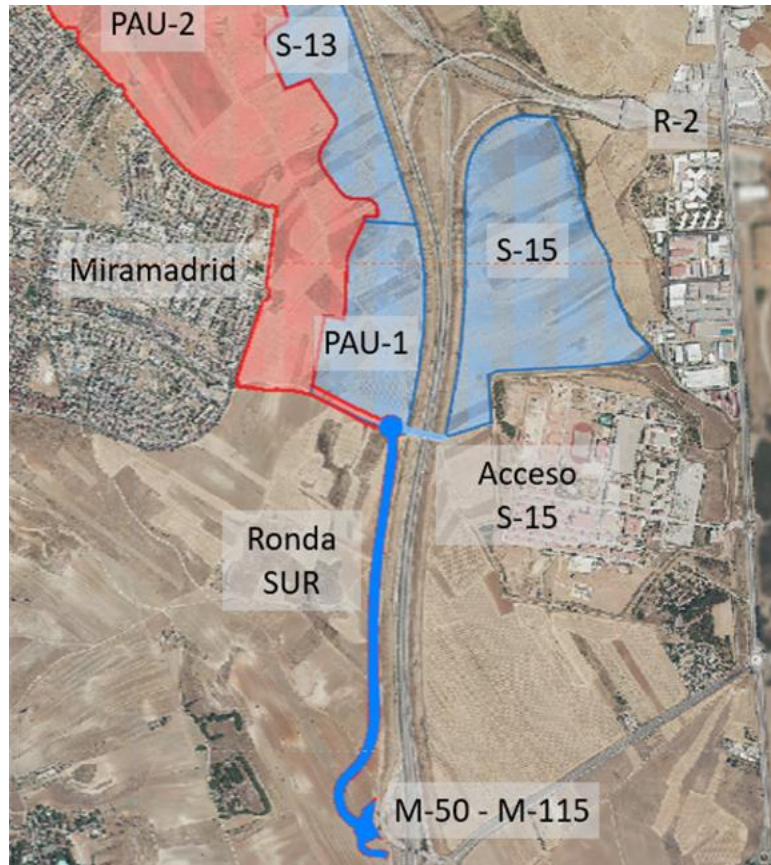 PAU-2
S-13
R-2
S-15
Miramadrid
PAU-1
Acceso
S-15
Ronda
SUR
M-50 - M-115